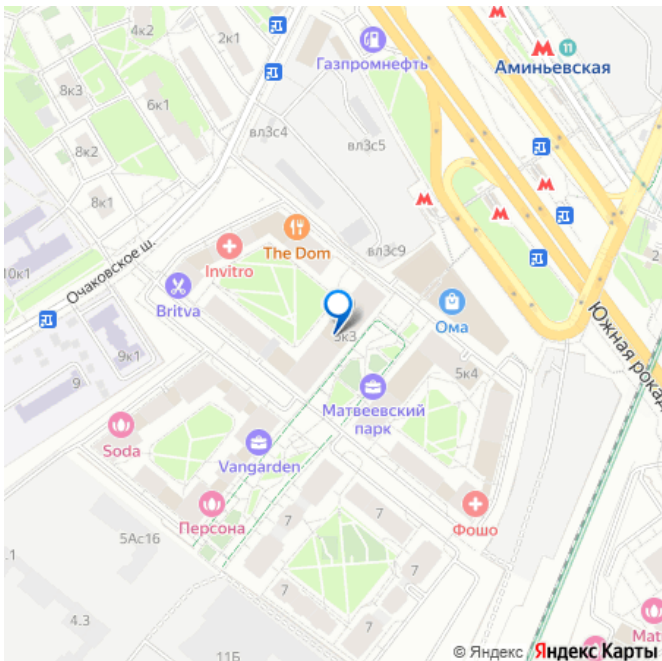 4к2
2к1
Газпромнефть
Аминьевская
11
8к3
6к1
вл3с4
вл3с5
8к2
8к1
Очаковское ш.
10к1
Invitro
The Dom
вл3с9
Britva
Ома
Южная рокад
5к3
9к1
9
5к4
Матвеевский
парк
Soda
Vangarden
Персона
7
Фошо
5Ас16
7
7
7
4.3
11Б
Mat
© Яндекс Яндекс Карты